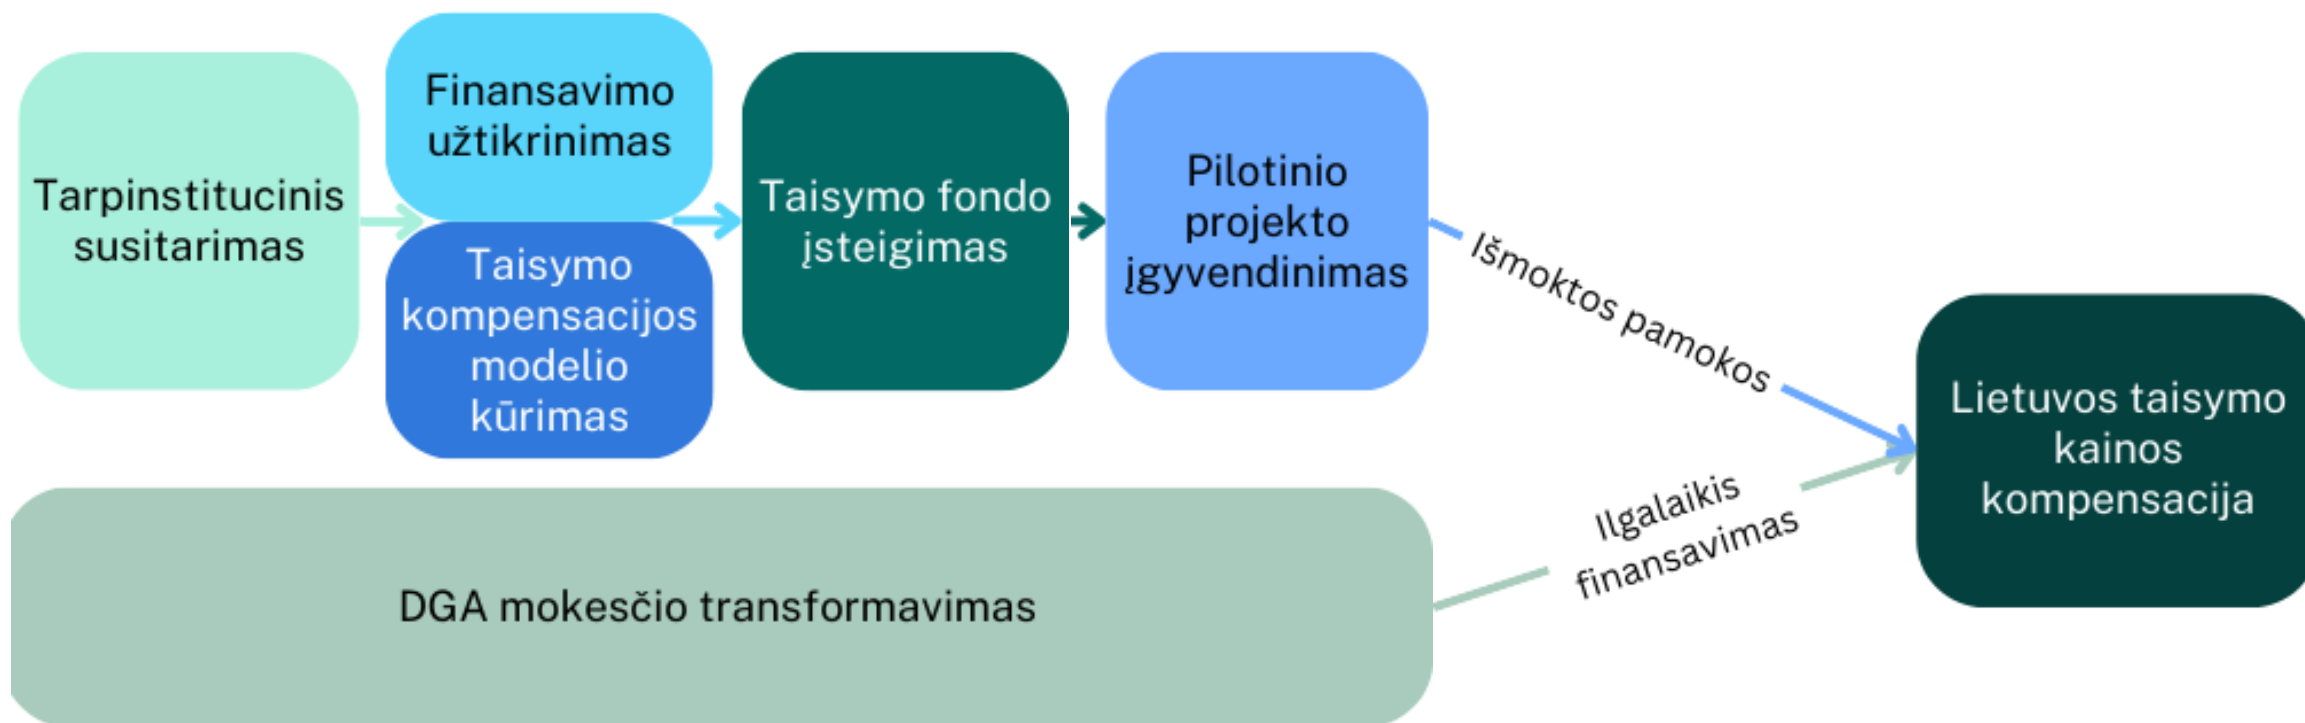 Tarpinstitucinis
susitarimas
Finansavimo
užtikrinimas
Taisymo
kompensacijos
modelio
kūrimas
Taisymo fondo
įsteigimas
Pilotinio
projekto
įgyvendinimas
Išmoktos pamokos
Lietuvos taisymo
kainos
kompensacija
DGA mokesčio transformavimas
Ilgalaikis
finansavimas